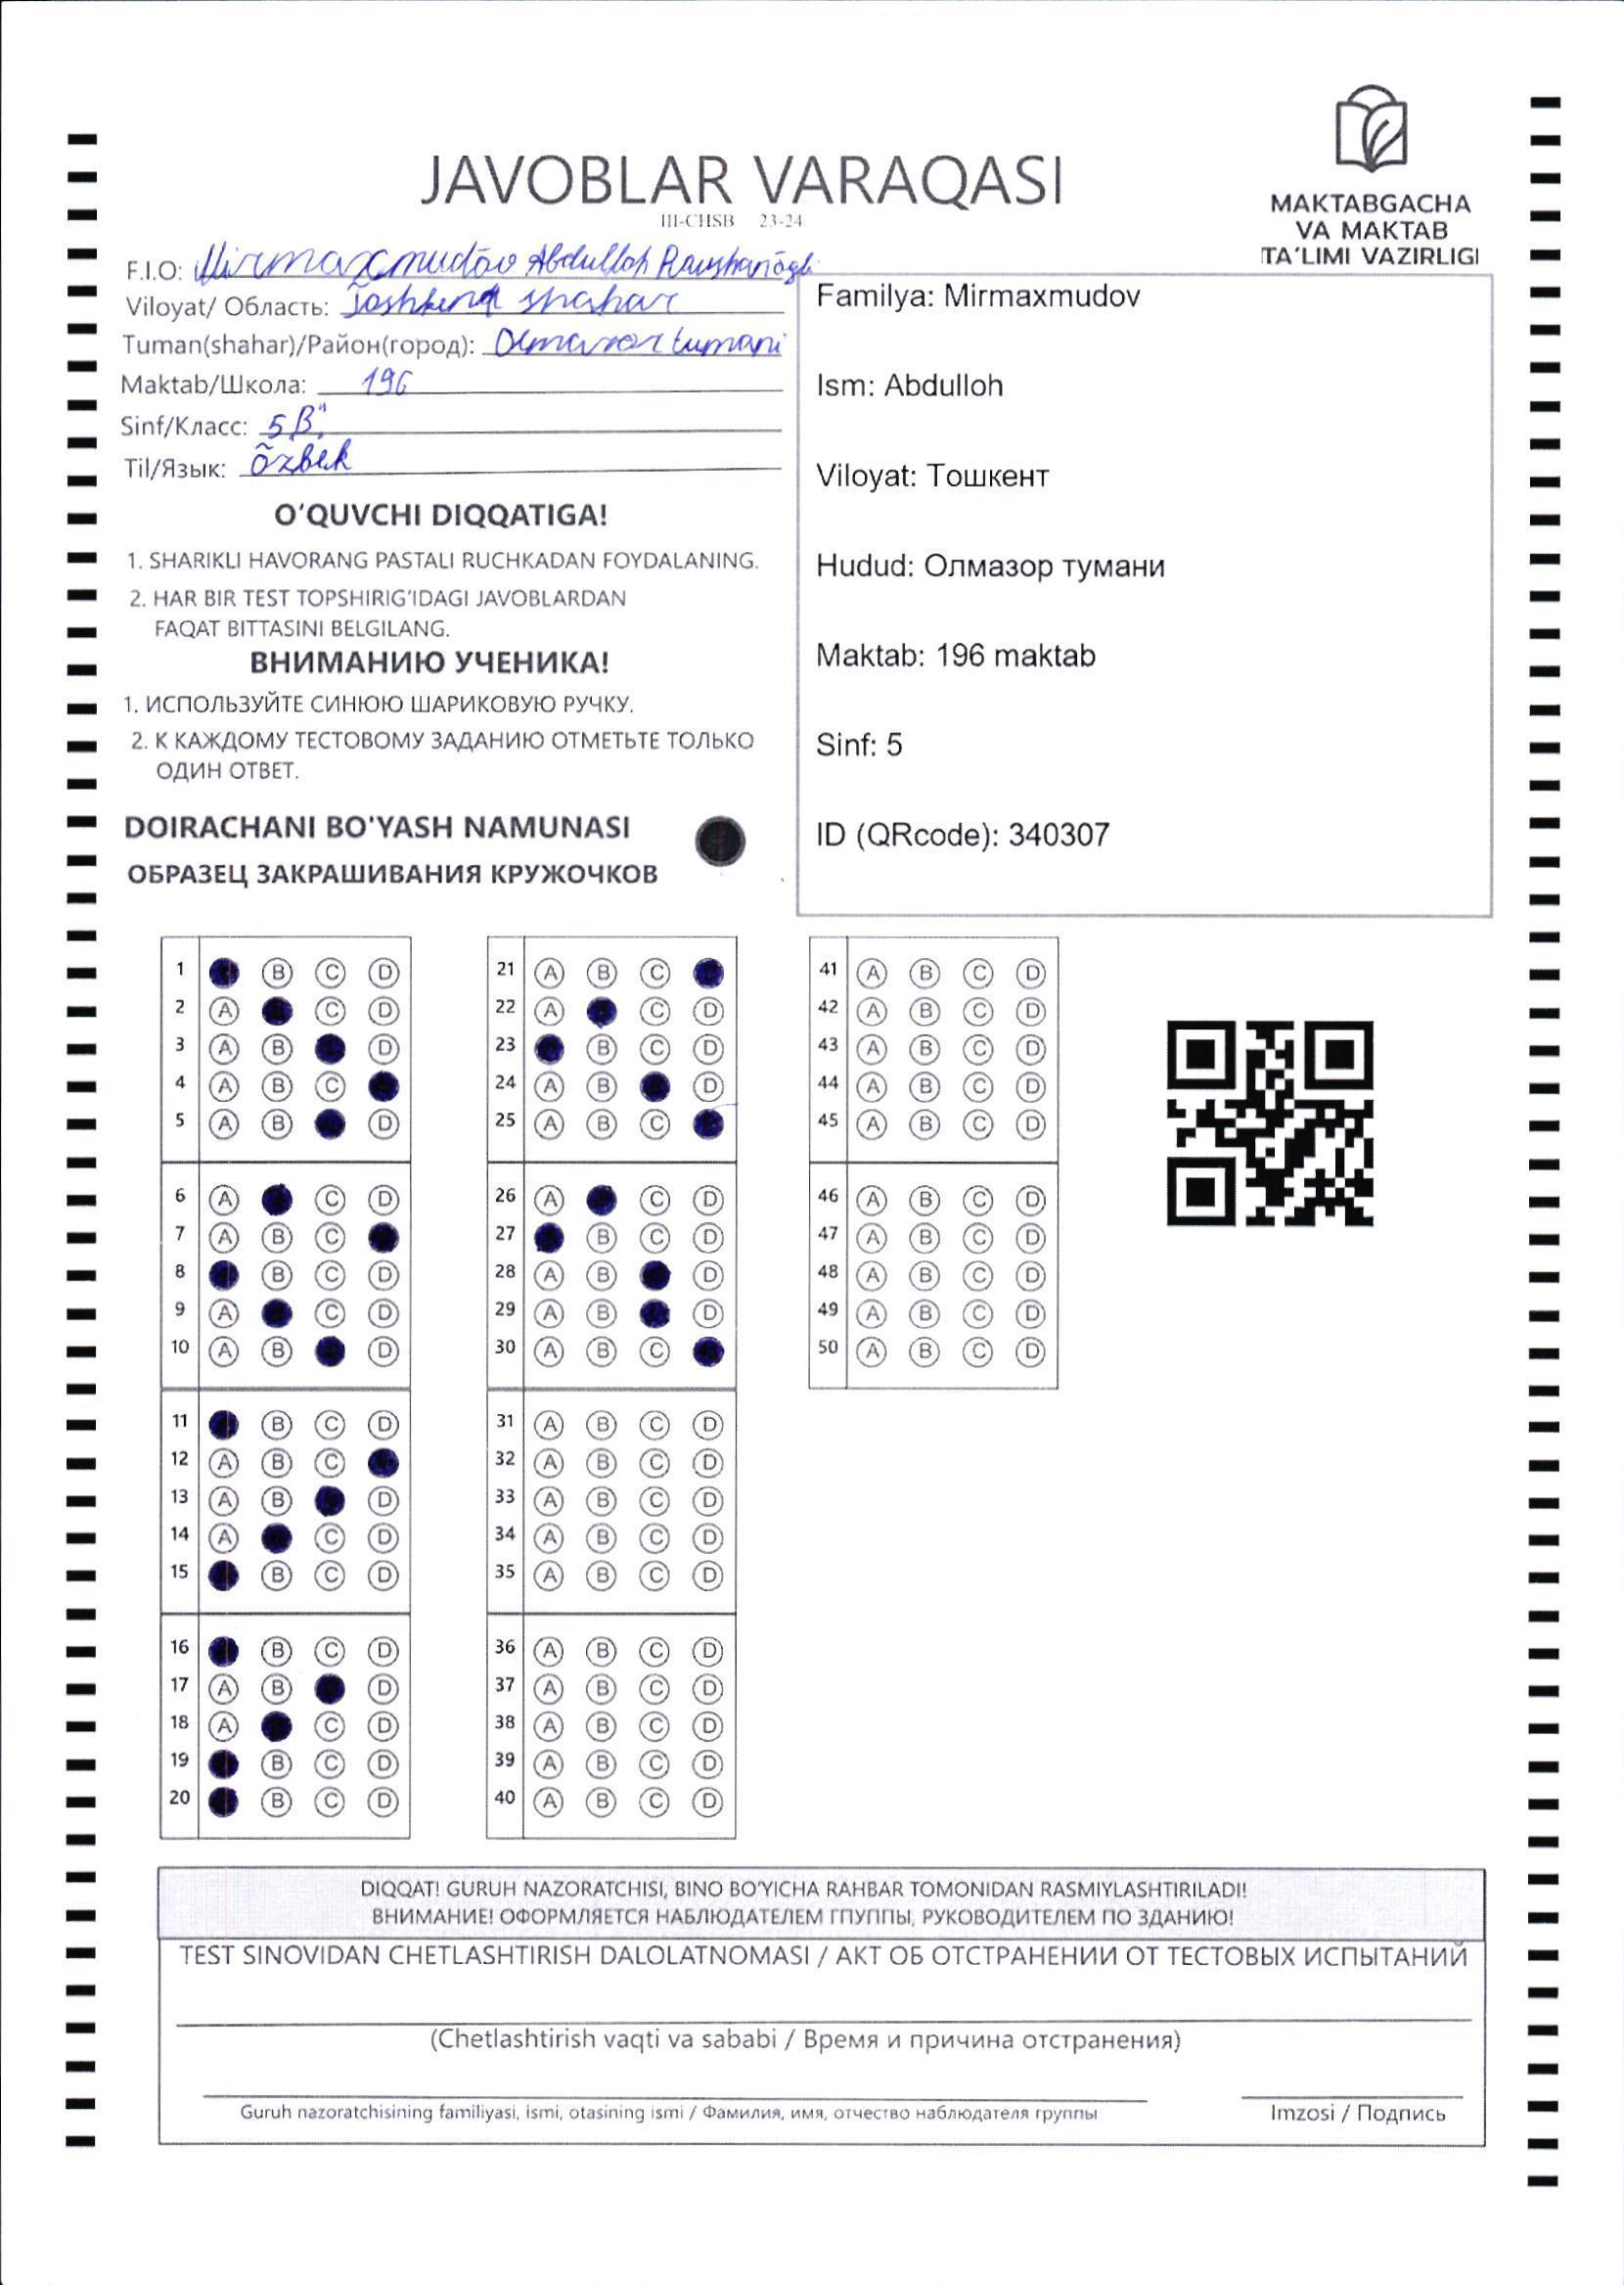 JAVOBLAR VARAQASI
III-CHSB 23-24
MAKTABGACHA
VA MAKTAB
TA'LIMI VAZIRLIGI
F.I.O: Mirmaxmudov Abdulloh Ravshan õgli
Viloyat/ Область: Toshkent shahar
Tuman(shahar)/Район(город): Olmazor tumani
Maktab/Школа: 196
Sinf/Класс: 5 "B"
Til/Язык: õzbek
O'QUVCHI DIQQATIGA!
1. SHARIKLI HAVORANG PASTALI RUCHKADAN FOYDALANING.
2. HAR BIR TEST TOPSHIRIG'IDAGI JAVOBLARDAN
FAQAT BITTASINI BELGILANG.
ВНИМАНИЮ УЧЕНИКА!
1. ИСПОЛЬЗУЙТЕ СИНЮЮ ШАРИКОВУЮ РУЧКУ.
2. К КАЖДОМУ ТЕСТОВОМУ ЗАДАНИЮ ОТМЕТЬТЕ ТОЛЬКО
ОДИН ОТВЕТ.
DOIRACHANI BO'YASH NAMUNASI
ОБРАЗЕЦ ЗАКРАШИВАНИЯ КРУЖОЧКОВ
Familya: Mirmaxmudov
Ism: Abdulloh
Viloyat: Тошкент
Hudud: Олмазор тумани
Maktab: 196 maktab
Sinf: 5
ID (QRcode): 340307
1 B C D
2 A C D
3 A B D
4 A B C
5 A B D
6 A C D
7 A B C
8 B C D
9 A C D
10 A B D
11 B C D
12 A B C
13 A B D
14 A C D
15 B C D
16 B C D
17 A B D
18 A C D
19 B C D
20 B C D
21 A B C
22 A C D
23 B C D
24 A B D
25 A B C
26 A C D
27 B C D
28 A B D
29 A B D
30 A B C
31 A B C D
32 A B C D
33 A B C D
34 A B C D
35 A B C D
36 A B C D
37 A B C D
38 A B C D
39 A B C D
40 A B C D
41 A B C D
42 A B C D
43 A B C D
44 A B C D
45 A B C D
46 A B C D
47 A B C D
48 A B C D
49 A B C D
50 A B C D
DIQQAT! GURUH NAZORATCHISI, BINO BO'YICHA RAHBAR TOMONIDAN RASMIYLASHTIRILADI!
ВНИМАНИЕ! ОФОРМЛЯЕТСЯ НАБЛЮДАТЕЛЕМ ГПУППЫ, РУКОВОДИТЕЛЕМ ПО ЗДАНИЮ!
TEST SINOVIDAN CHETLASHTIRISH DALOLATNOMASI / АКТ ОБ ОТСТРАНЕНИИ ОТ ТЕСТОВЫХ ИСПЫТАНИЙ
(Chetlashtirish vaqti va sababi / Время и причина отстранения)
Guruh nazoratchisining familiyasi, ismi, otasining ismi / Фамилия, имя, отчество наблюдателя группы
Imzosi / Подпись